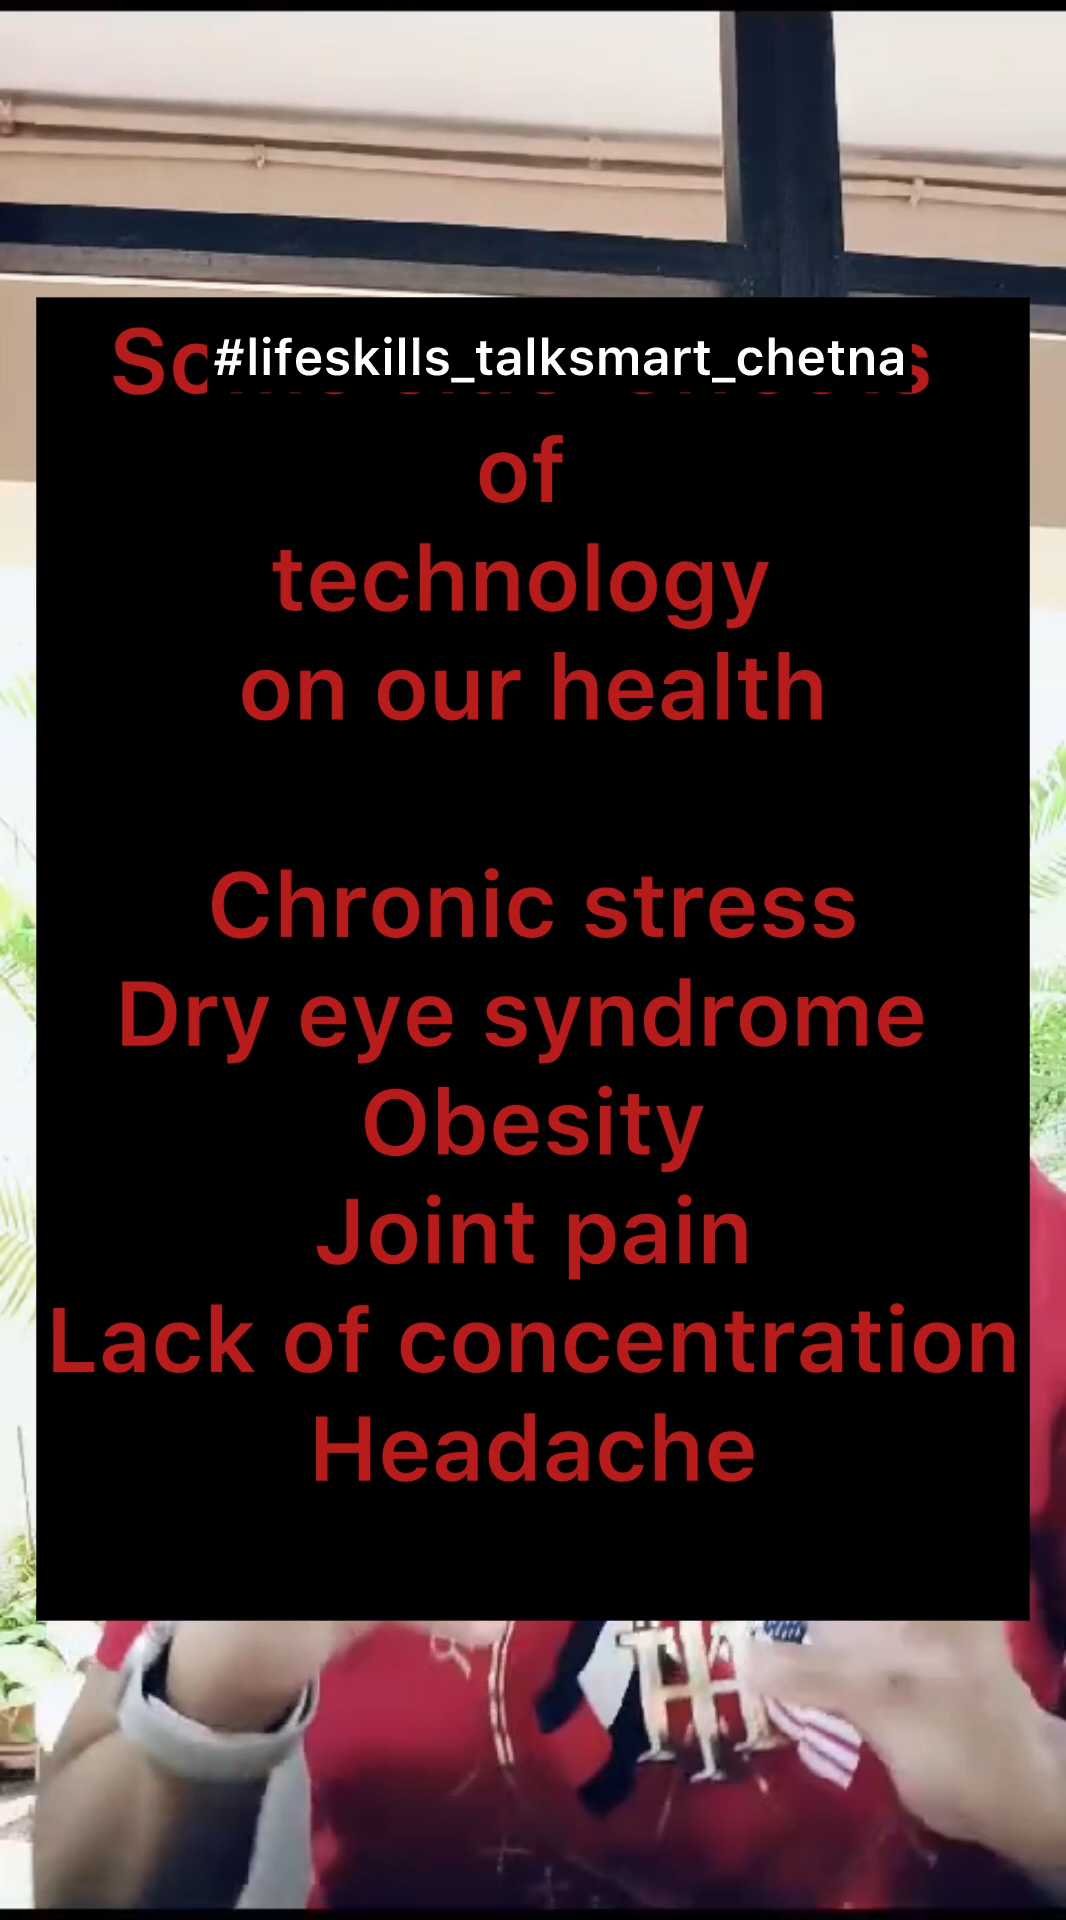 #lifeskills_talksmart_chetna
of
technology
on our health
Chronic stress
Dry eye syndrome
Obesity
Joint pain
Lack of concentration
Headache